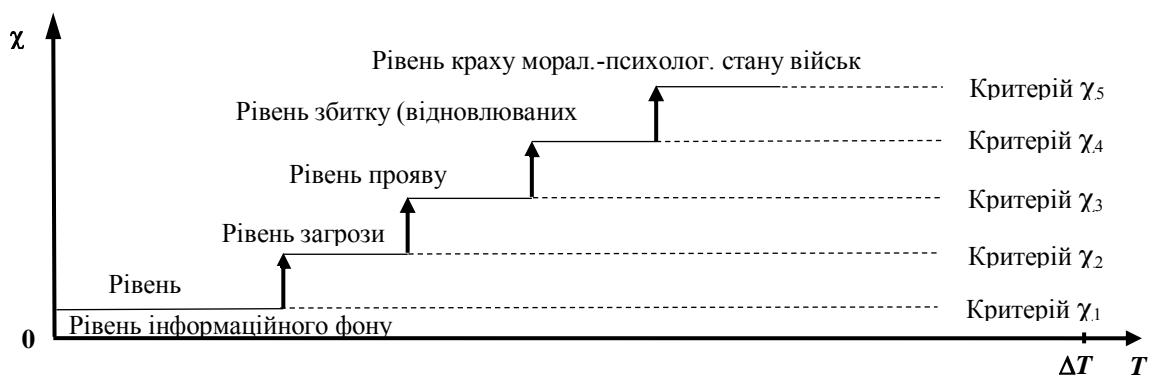 χ
Рівень краху морал.-психолог. стану військ
Критерій χ5
Рівень збитку (відновлюваних
Критерій χ4
Рівень прояву
Критерій χ3
Рівень загрози
Критерій χ2
Рівень
Критерій χ1
Рівень інформаційного фону
0
ΔT
T